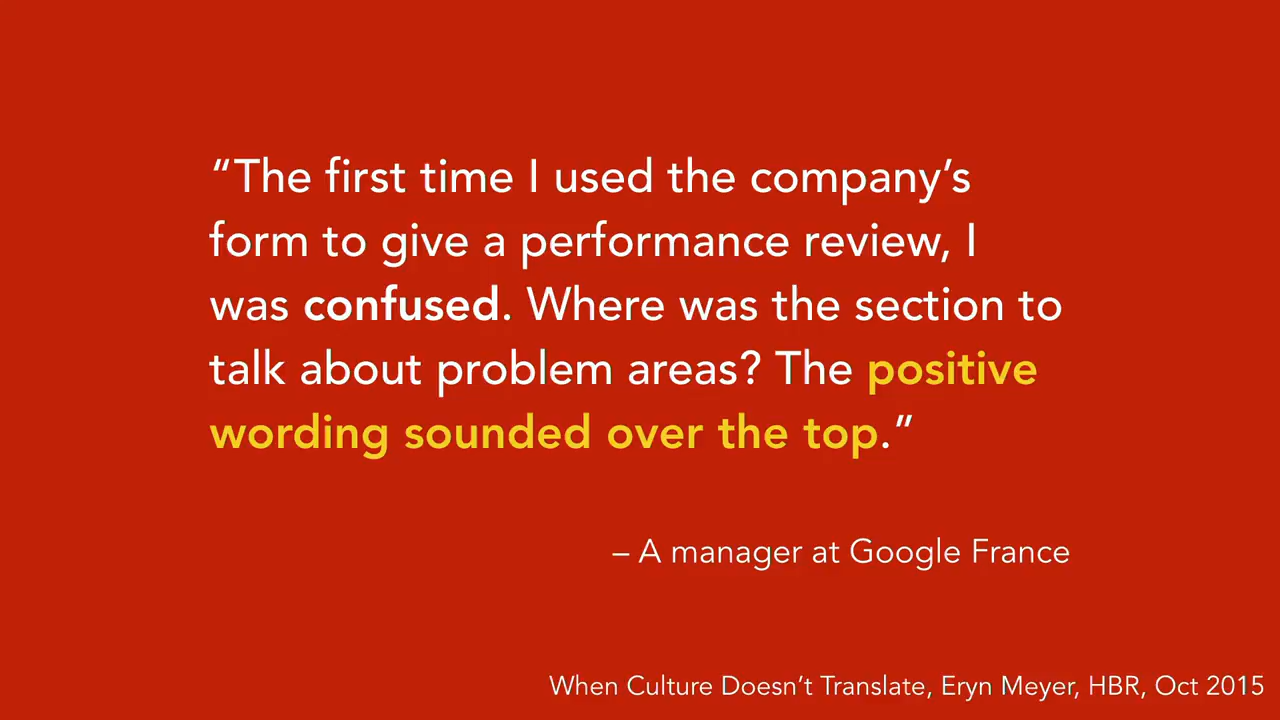 “The first time I used the company’s
form to give a performance review, I
was confused. Where was the section to
talk about problem areas? The positive
wording sounded over the top.”
– A manager at Google France
When Culture Doesn’t Translate, Eryn Meyer, HBR, Oct 2015